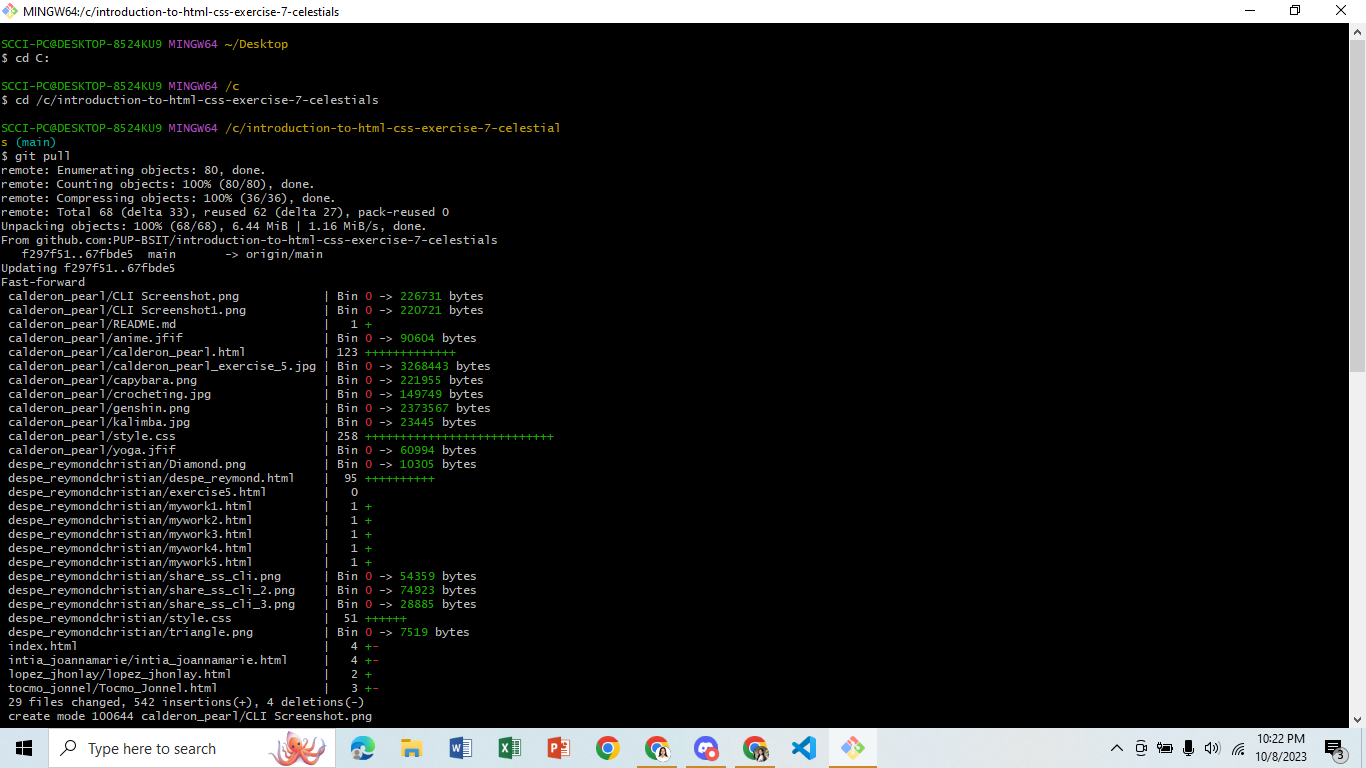 MINGW64:/c/introduction-to-html-css-exercise-7-celestials
SCCI-PC@DESKTOP-8524KU9 MINGW64 ~/Desktop
$ cd C:
SCCI-PC@DESKTOP-8524KU9 MINGW64 /c
$ cd /c/introduction-to-html-css-exercise-7-celestials
SCCI-PC@DESKTOP-8524KU9 MINGW64 /c/introduction-to-html-css-exercise-7-celestial
s (main)
$ git pull
remote: Enumerating objects: 80, done.
remote: Counting objects: 100% (80/80), done.
remote: Compressing objects: 100% (36/36), done.
remote: Total 68 (delta 33), reused 62 (delta 27), pack-reused 0
Unpacking objects: 100% (68/68), 6.44 MiB | 1.16 MiB/s, done.
From github.com:PUP-BSIT/introduction-to-html-css-exercise-7-celestials
   f297f51..67fbde5  main       -> origin/main
Updating f297f51..67fbde5
Fast-forward
 calderon_pearl/CLI Screenshot.png            | Bin 0 -> 226731 bytes
 calderon_pearl/CLI Screenshot1.png           | Bin 0 -> 220721 bytes
 calderon_pearl/README.md                     |   1 +
 calderon_pearl/anime.jfif                    | Bin 0 -> 90604 bytes
 calderon_pearl/calderon_pearl.html           | 123 +++++++++++++
 calderon_pearl/calderon_pearl_exercise_5.jpg | Bin 0 -> 3268443 bytes
 calderon_pearl/capybara.png                  | Bin 0 -> 221955 bytes
 calderon_pearl/crocheting.jpg                | Bin 0 -> 149749 bytes
 calderon_pearl/genshin.png                   | Bin 0 -> 2373567 bytes
 calderon_pearl/kalimba.jpg                   | Bin 0 -> 23445 bytes
 calderon_pearl/style.css                     | 258 +++++++++++++++++++++++++++
 calderon_pearl/yoga.jfif                     | Bin 0 -> 60994 bytes
 despe_reymondchristian/Diamond.png           | Bin 0 -> 10305 bytes
 despe_reymondchristian/despe_reymond.html    |  95 ++++++++++
 despe_reymondchristian/exercise5.html        |   0
 despe_reymondchristian/mywork1.html          |   1 +
 despe_reymondchristian/mywork2.html          |   1 +
 despe_reymondchristian/mywork3.html          |   1 +
 despe_reymondchristian/mywork4.html          |   1 +
 despe_reymondchristian/mywork5.html          |   1 +
 despe_reymondchristian/share_ss_cli.png      | Bin 0 -> 54359 bytes
 despe_reymondchristian/share_ss_cli_2.png    | Bin 0 -> 74923 bytes
 despe_reymondchristian/share_ss_cli_3.png    | Bin 0 -> 28885 bytes
 despe_reymondchristian/style.css             |  51 ++++++
 despe_reymondchristian/triangle.png          | Bin 0 -> 7519 bytes
 index.html                                   |   4 +-
 intia_joannamarie/intia_joannamarie.html     |   4 +-
 lopez_jhonlay/lopez_jhonlay.html             |   2 +
 tocmo_jonnel/Tocmo_Jonnel.html               |   3 +-
 29 files changed, 542 insertions(+), 4 deletions(-)
 create mode 100644 calderon_pearl/CLI Screenshot.png
Type here to search
10:22 PM
10/8/2023
3